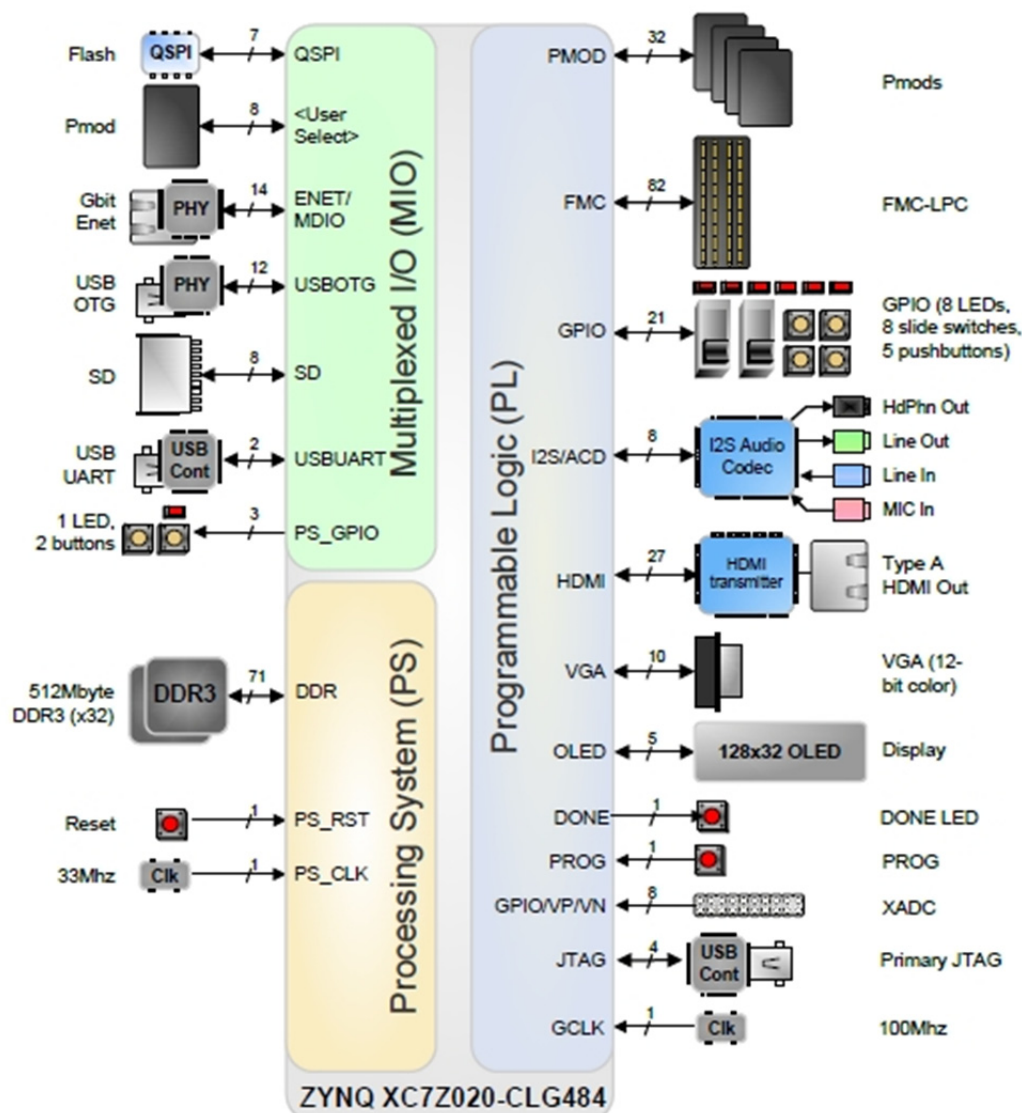 Flash
QSPI
7
QSPI
Pmod
8
<User
Select>
Gbit
Enet
PHY
14
ENET/
MDIO
USB
OTG
PHY
12
USBOTG
SD
8
SD
USB
UART
USB
Cont
2
USBUART
1 LED,
2 buttons
3
PS_GPIO
Multiplexed I/O (MIO)
512Mbyte
DDR3 (x32)
DDR3
71
DDR
Reset
1
PS_RST
33Mhz
Clk
1
PS_CLK
Processing System (PS)
Programmable Logic (PL)
PMOD
32
Pmods
FMC
82
FMC-LPC
GPIO
21
GPIO (8 LEDs,
8 slide switches,
5 pushbuttons)
I2S/ACD
8
I2S Audio
Codec
HdPhn Out
Line Out
Line In
MIC In
HDMI
27
HDMI
transmitter
Type A
HDMI Out
VGA
10
VGA (12-
bit color)
OLED
5
128x32 OLED
Display
DONE
1
DONE LED
PROG
1
PROG
GPIO/VP/VN
8
XADC
JTAG
4
USB
Cont
Primary JTAG
GCLK
1
Clk
100Mhz
ZYNQ XC7Z020-CLG484